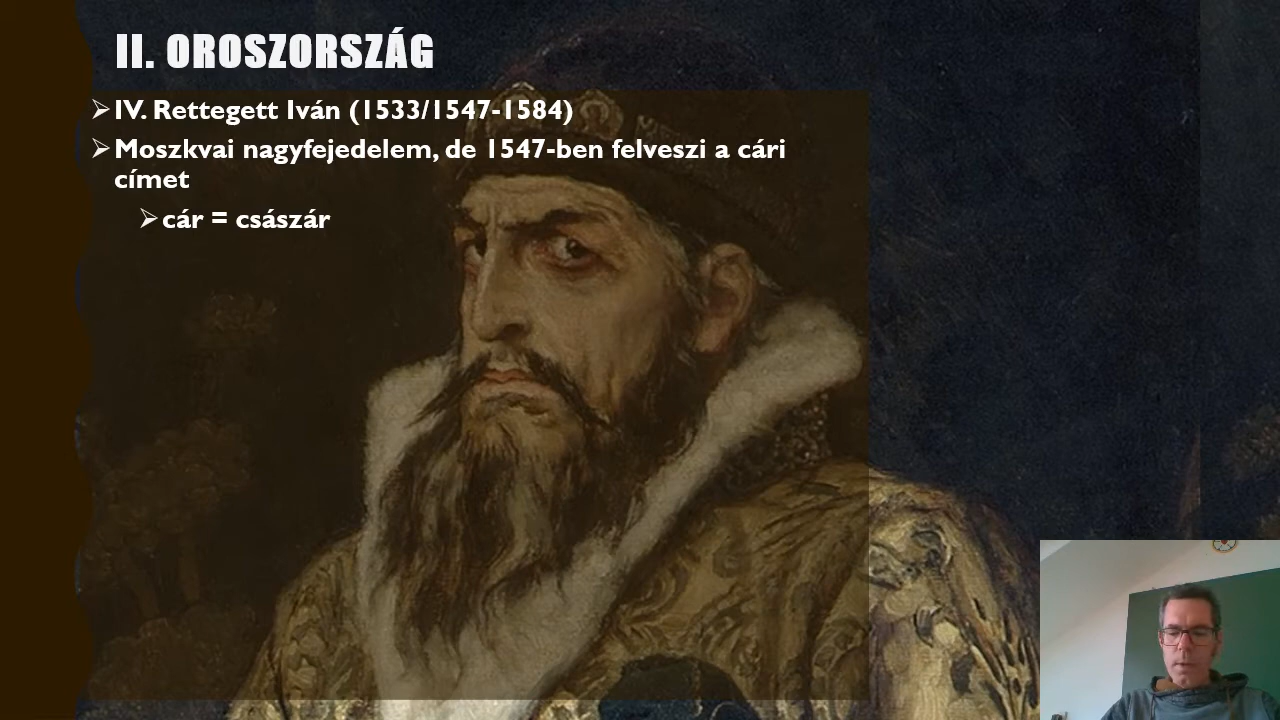 II. OROSZORSZÁG
IV. Rettegett Iván (1533/1547-1584)
Moszkvai nagyfejedelem, de 1547-ben felveszi a cári
címet
cár = császár